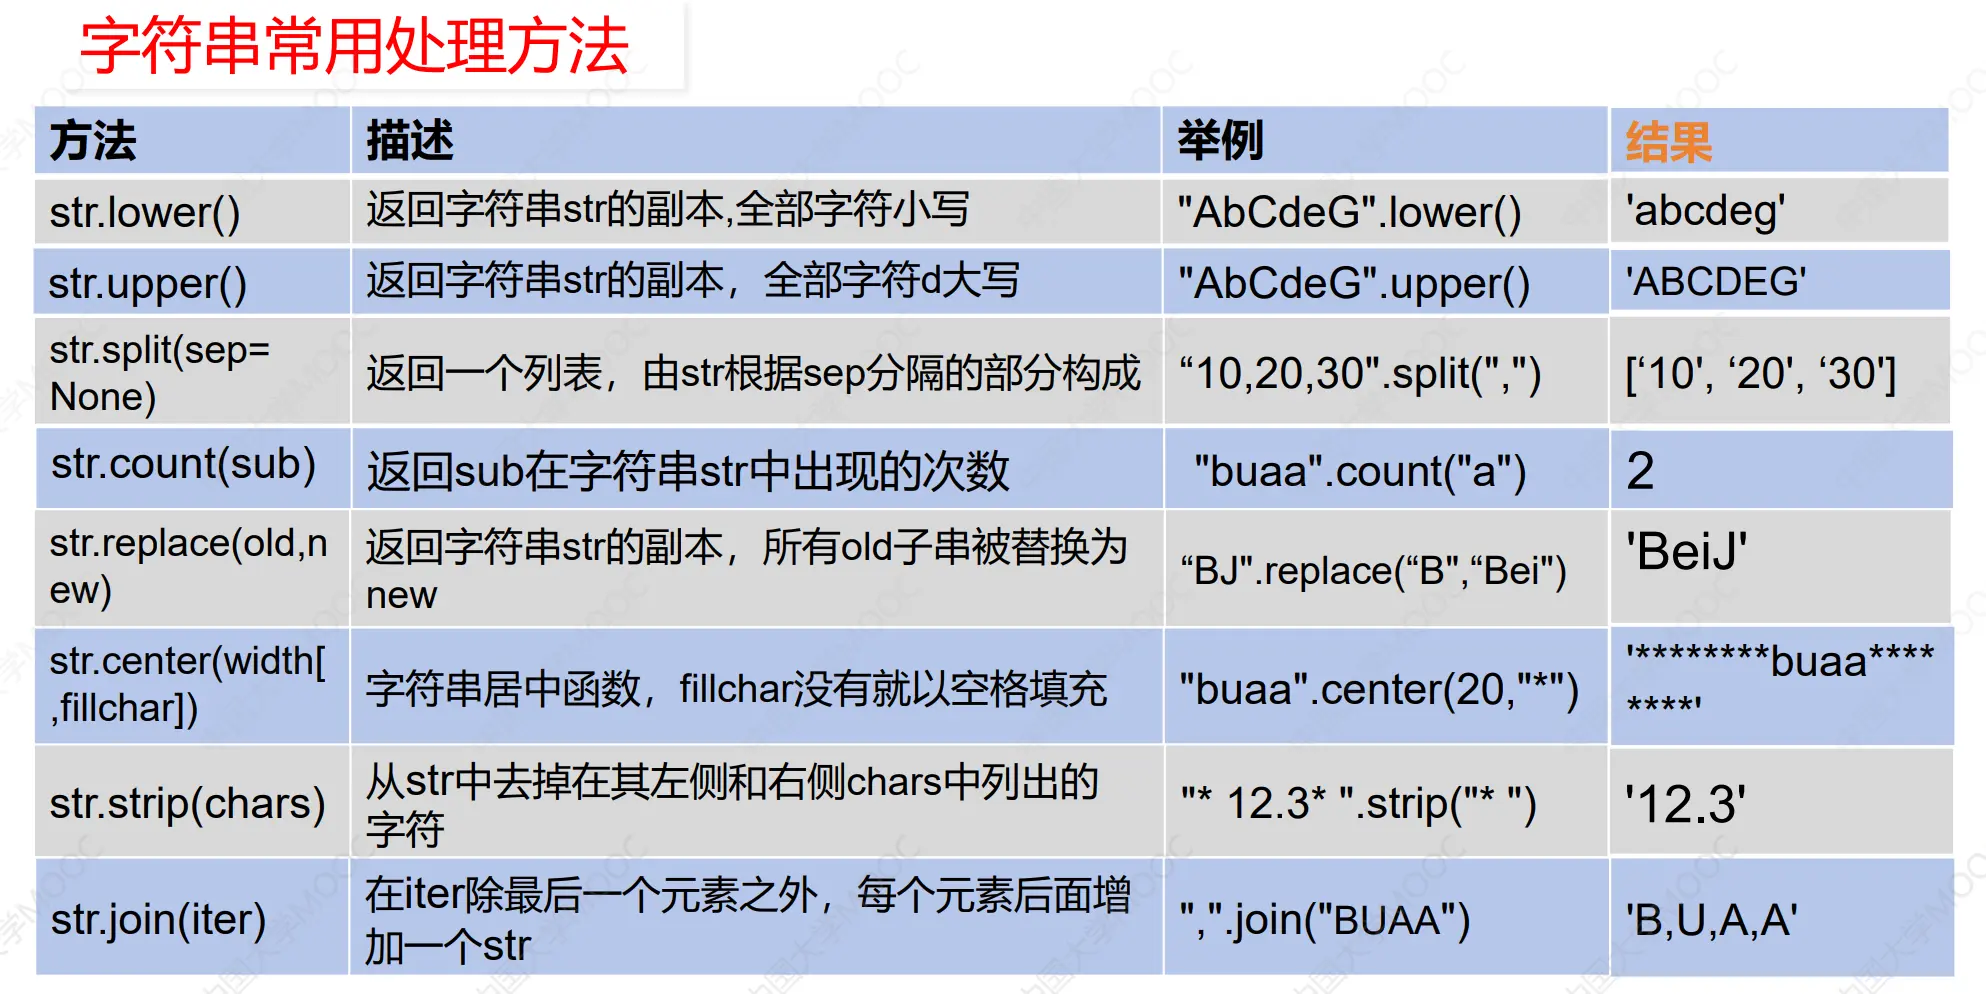 字符串常用处理方法
方法 描述 举例 结果
str.lower() 返回字符串str的副本,全部字符小写 "AbCdeG".lower() 'abcdeg'
str.upper() 返回字符串str的副本，全部字符d大写 "AbCdeG".upper() 'ABCDEG'
str.split(sep=
None) 返回一个列表，由str根据sep分隔的部分构成 “10,20,30".split(",") [‘10', ‘20', ‘30']
str.count(sub) 返回sub在字符串str中出现的次数 "buaa".count("a") 2
str.replace(old,n
ew) 返回字符串str的副本，所有old子串被替换为
new “BJ".replace(“B",“Bei") 'BeiJ'
str.center(width[
,fillchar]) 字符串居中函数，fillchar没有就以空格填充 "buaa".center(20,"*") '********buaa****
****'
str.strip(chars) 从str中去掉在其左侧和右侧chars中列出的
字符 "* 12.3* ".strip("* ") '12.3'
str.join(iter) 在iter除最后一个元素之外，每个元素后面增
加一个str ",".join("BUAA") 'B,U,A,A'
中国大学MOOC